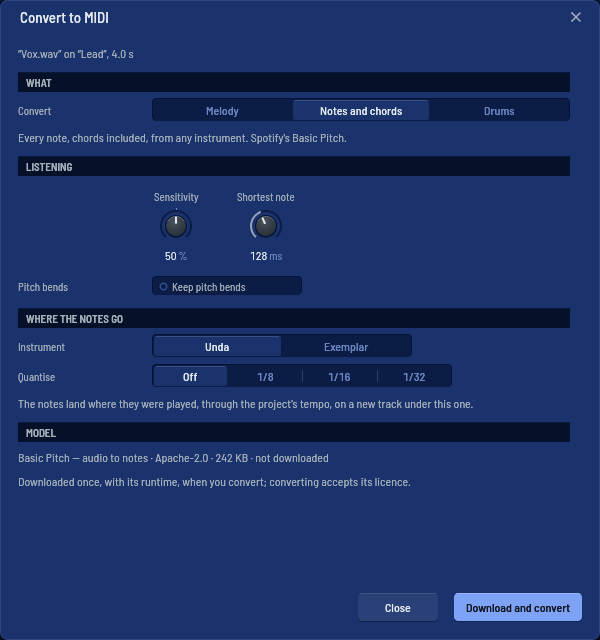 Convert to MIDI
"Vox.wav" on "Lead", 4.0 s
WHAT
Convert Melody Notes and chords Drums
Every note, chords included, from any instrument. Spotify's Basic Pitch.
LISTENING
Sensitivity Shortest note
50 % 128 ms
Pitch bends Keep pitch bends
WHERE THE NOTES GO
Instrument Unda Exemplar
Quantise Off 1/8 1/16 1/32
The notes land where they were played, through the project's tempo, on a new track under this one.
MODEL
Basic Pitch — audio to notes · Apache-2.0 · 242 KB · not downloaded
Downloaded once, with its runtime, when you convert; converting accepts its licence.
Close Download and convert